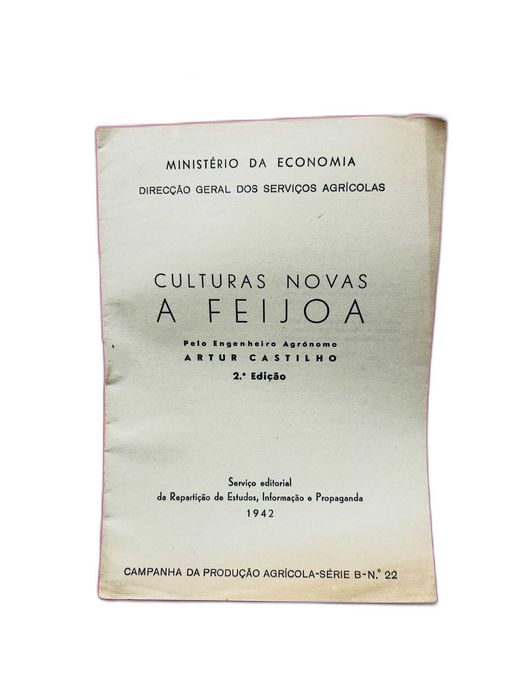 MINISTÉRIO DA ECONOMIA
DIRECÇÃO GERAL DOS SERVIÇOS AGRÍCOLAS
CULTURAS NOVAS
A FEIJOA
Pelo Engenheiro Agrónomo
ARTUR CASTILHO
2.ª Edição
Serviço editorial
da Repartição de Estudos, Informação e Propaganda
1942
CAMPANHA DA PRODUÇÃO AGRÍCOLA-SÉRIE B-N.º 22